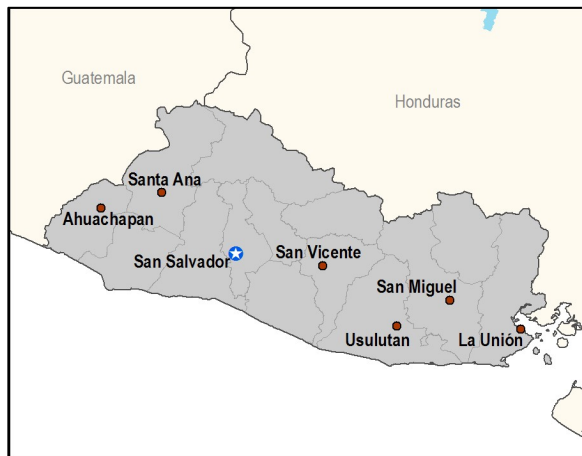 Guatemala
Honduras
Santa Ana
Ahuachapan
San Salvador
San Vicente
San Miguel
Usulutan
La Unión